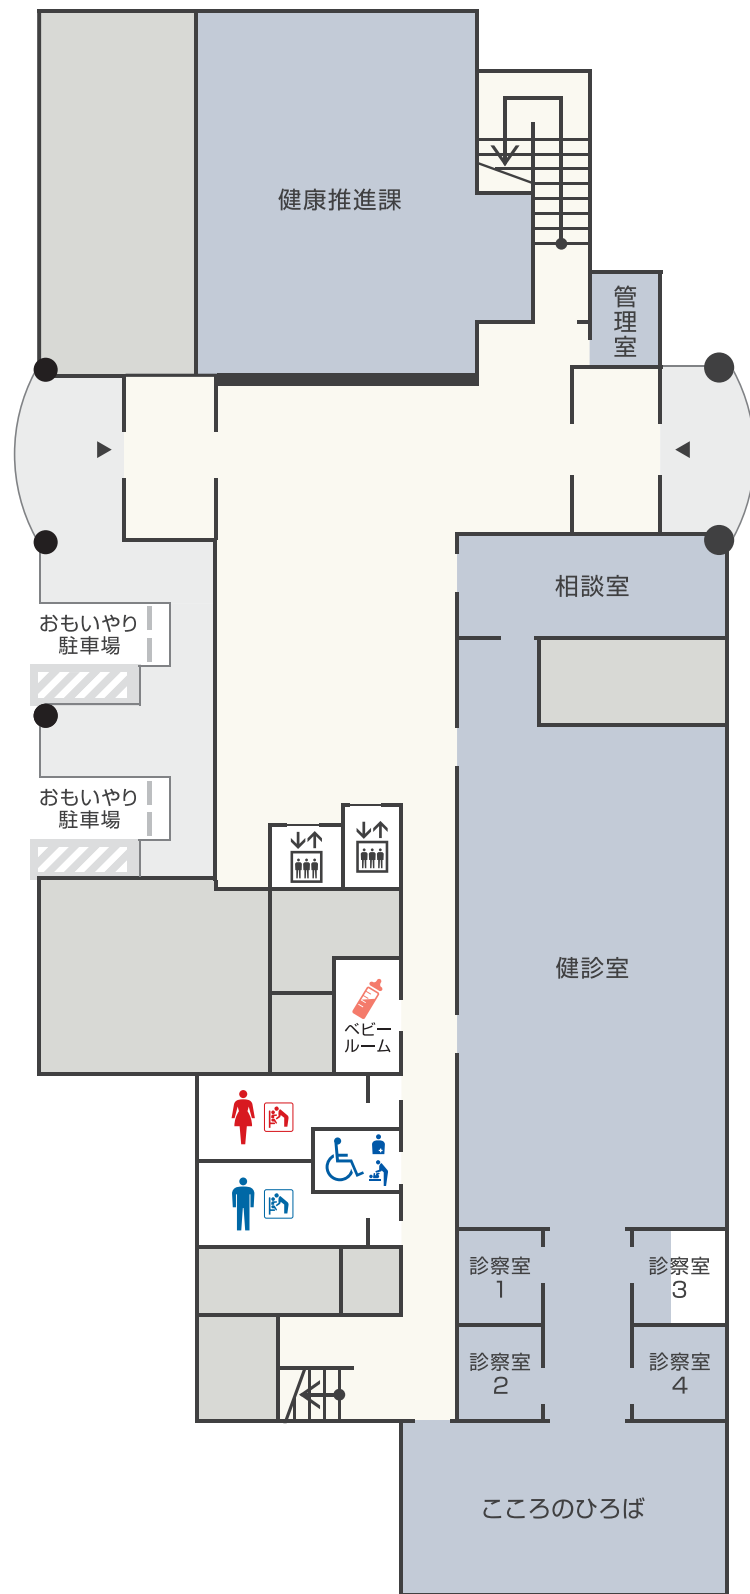 健康推進課
管理室
相談室
おもいやり
駐車場
おもいやり
駐車場
健診室
ベビー
ルーム
診察室
1
診察室
3
診察室
2
診察室
4
こころのひろば